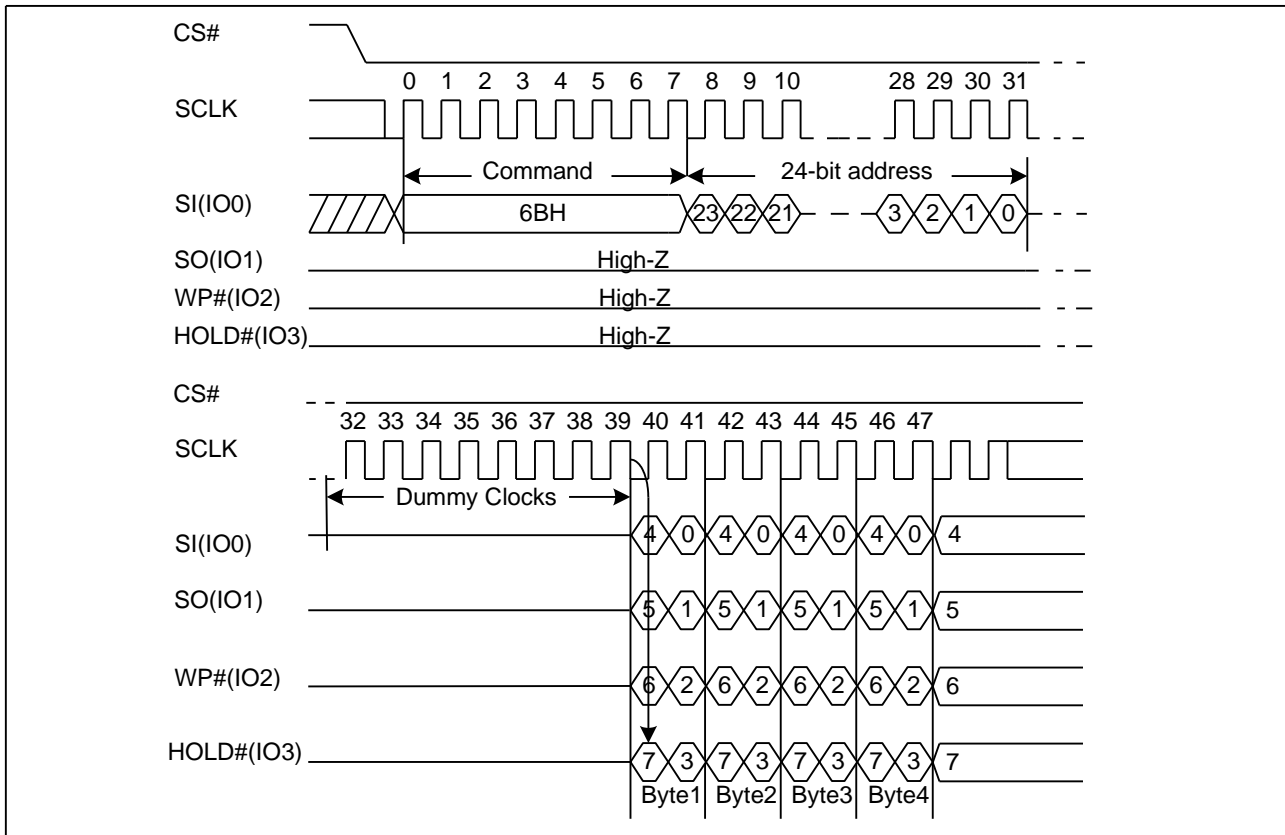 CS#
0 1 2 3 4 5 6 7 8 9 10 28 29 30 31
SCLK
Command 24-bit address
SI(IO0) 6BH 23 22 21 3 2 1 0
SO(IO1) High-Z
WP#(IO2) High-Z
HOLD#(IO3) High-Z
CS#
32 33 34 35 36 37 38 39 40 41 42 43 44 45 46 47
SCLK
Dummy Clocks
SI(IO0) 4 0 4 0 4 0 4 0 4
SO(IO1) 5 1 5 1 5 1 5 1 5
WP#(IO2) 6 2 6 2 6 2 6 2 6
HOLD#(IO3) 7 3 7 3 7 3 7 3 7
Byte1 Byte2 Byte3 Byte4